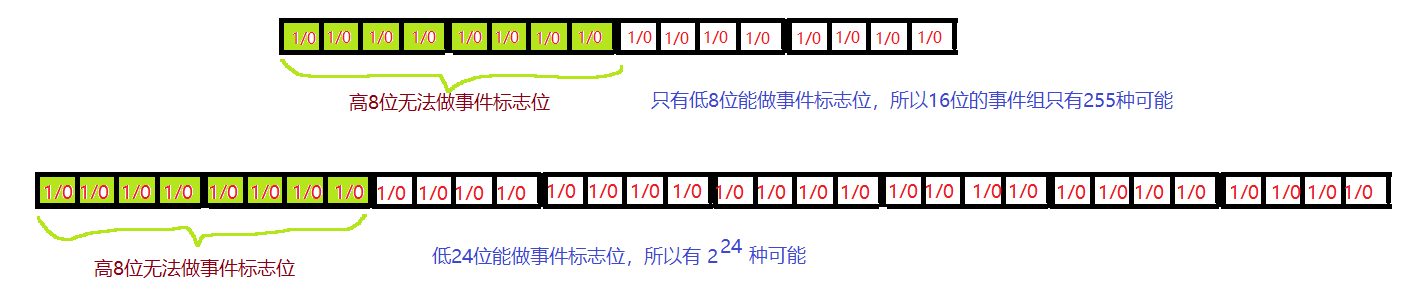 1/0 1/0 1/0 1/0 1/0 1/0 1/0 1/0 1/0 1/0 1/0 1/0 1/0 1/0 1/0 1/0
高8位无法做事件标志位
只有低8位能做事件标志位，所以16位的事件组只有255种可能
1/0 1/0 1/0 1/0 1/0 1/0 1/0 1/0 1/0 1/0 1/0 1/0 1/0 1/0 1/0 1/0 1/0 1/0 1/0 1/0 1/0 1/0 1/0 1/0 1/0 1/0 1/0 1/0 1/0 1/0 1/0 1/0
高8位无法做事件标志位
低24位能做事件标志位，所以有 2^24 种可能